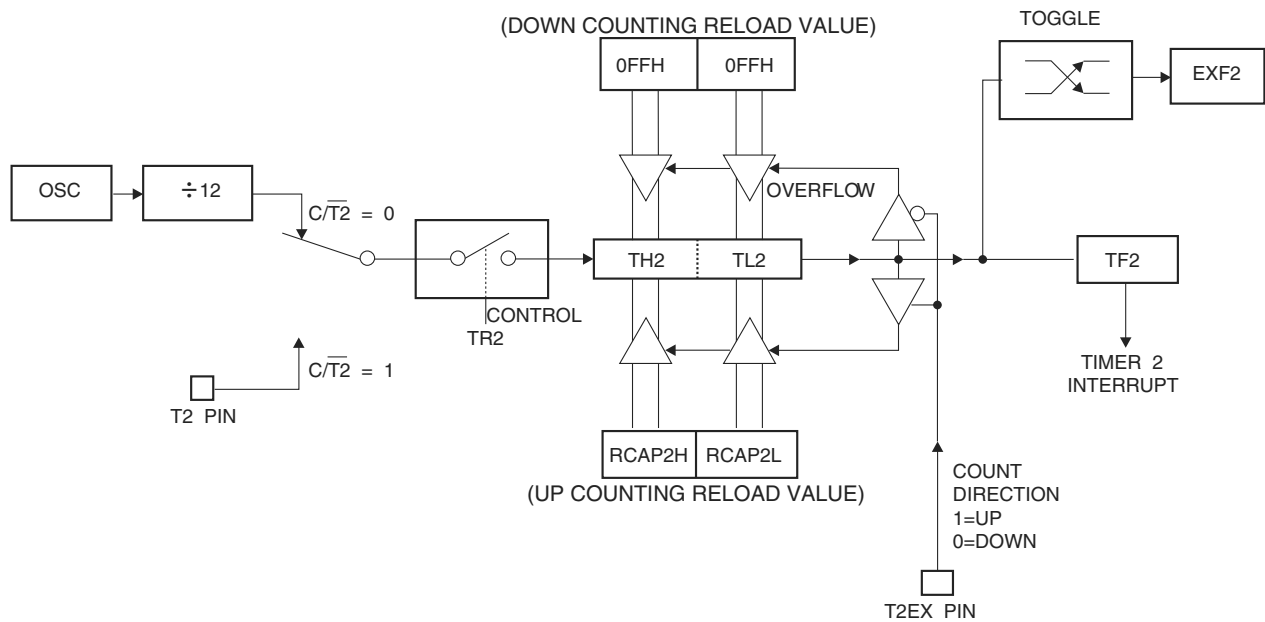 (DOWN COUNTING RELOAD VALUE)
TOGGLE
0FFH 0FFH
EXF2
OSC
÷12
OVERFLOW
C/T2̅ = 0
TH2 TL2
TF2
CONTROL
TR2
C/T2̅ = 1
T2 PIN
TIMER 2
INTERRUPT
RCAP2H RCAP2L
(UP COUNTING RELOAD VALUE)
COUNT
DIRECTION
1=UP
0=DOWN
T2EX PIN